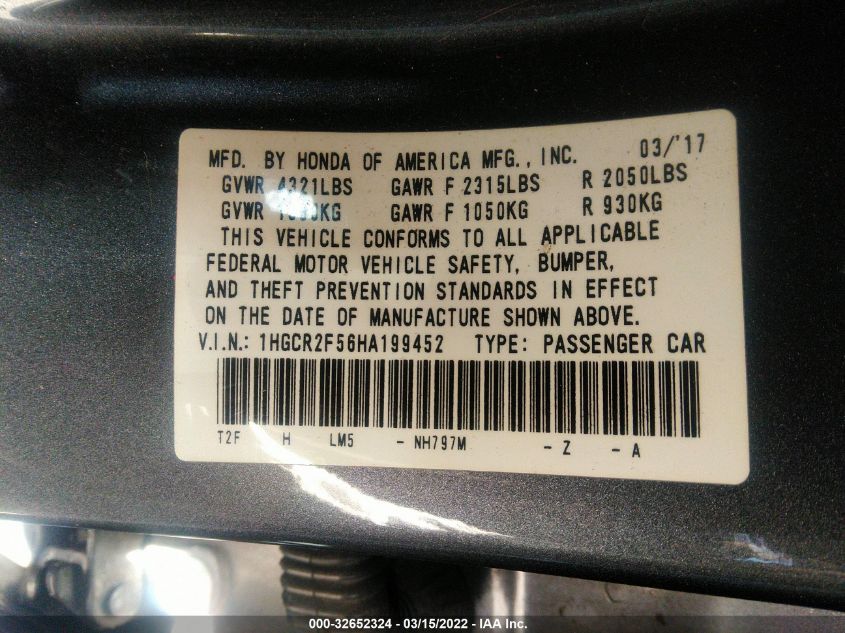 MFD. BY HONDA OF AMERICA MFG., INC. 03/'17
GVWR 4321LBS GAWR F 2315LBS R 2050LBS
GVWR KG GAWR F 1050KG R 930KG
THIS VEHICLE CONFORMS TO ALL APPLICABLE
FEDERAL MOTOR VEHICLE SAFETY, BUMPER,
AND THEFT PREVENTION STANDARDS IN EFFECT
ON THE DATE OF MANUFACTURE SHOWN ABOVE.
V.I.N.: 1HGCR2F56HA199452 TYPE: PASSENGER CAR
T2F H LM5 - NH797M - Z - A
000-32652324 - 03/15/2022 - IAA Inc.